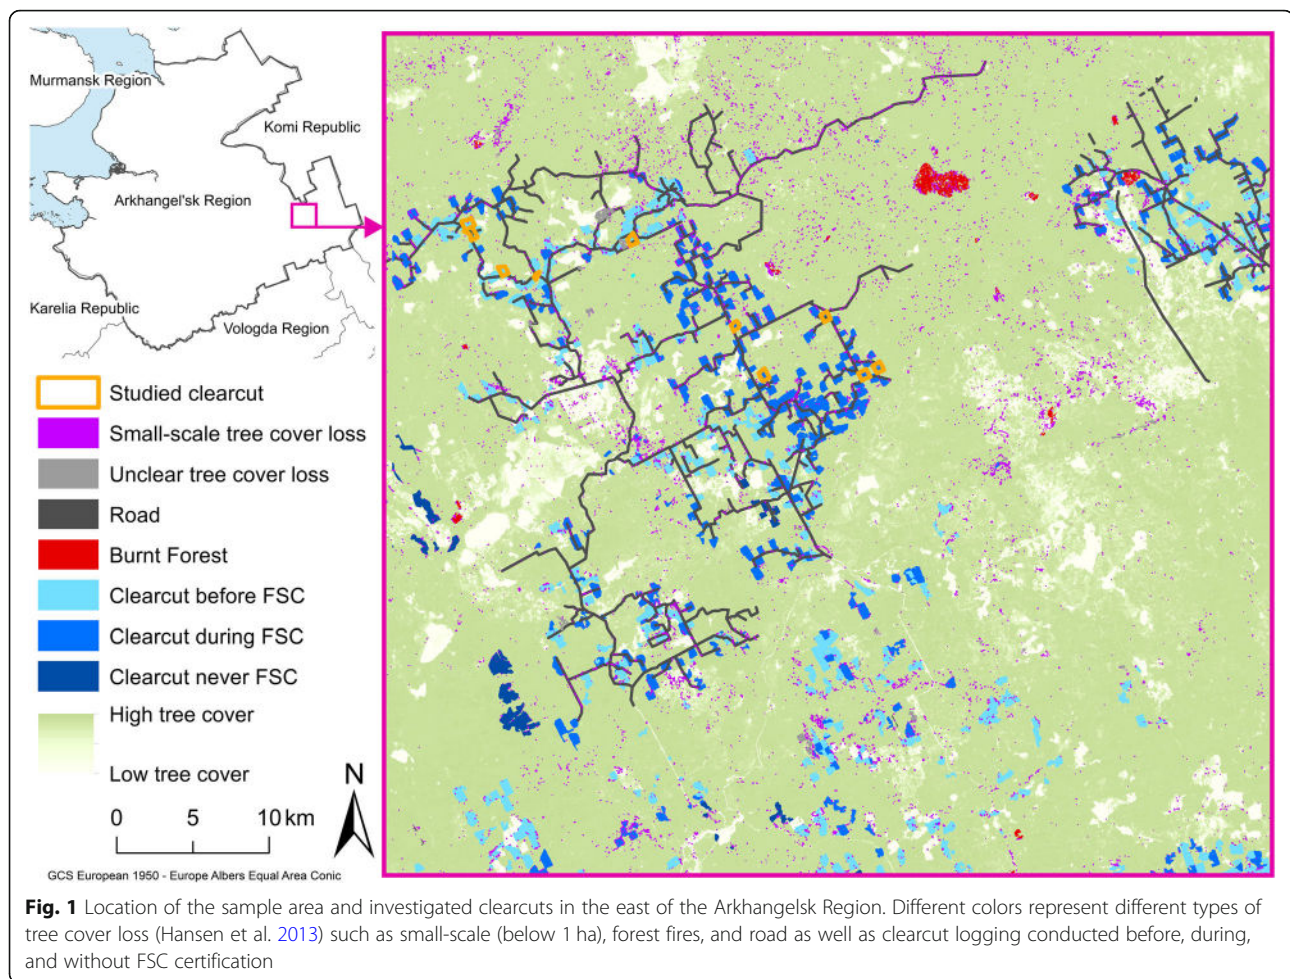 Murmansk Region
Komi Republic
Arkhangel'sk Region
Karelia Republic
Vologda Region
Studied clearcut
Small-scale tree cover loss
Unclear tree cover loss
Road
Burnt Forest
Clearcut before FSC
Clearcut during FSC
Clearcut never FSC
High tree cover
Low tree cover
N
0 5 10 km
GCS European 1950 - Europe Albers Equal Area Conic
Fig. 1 Location of the sample area and investigated clearcuts in the east of the Arkhangelsk Region. Different colors represent different types of
tree cover loss (Hansen et al. 2013) such as small-scale (below 1 ha), forest fires, and road as well as clearcut logging conducted before, during,
and without FSC certification